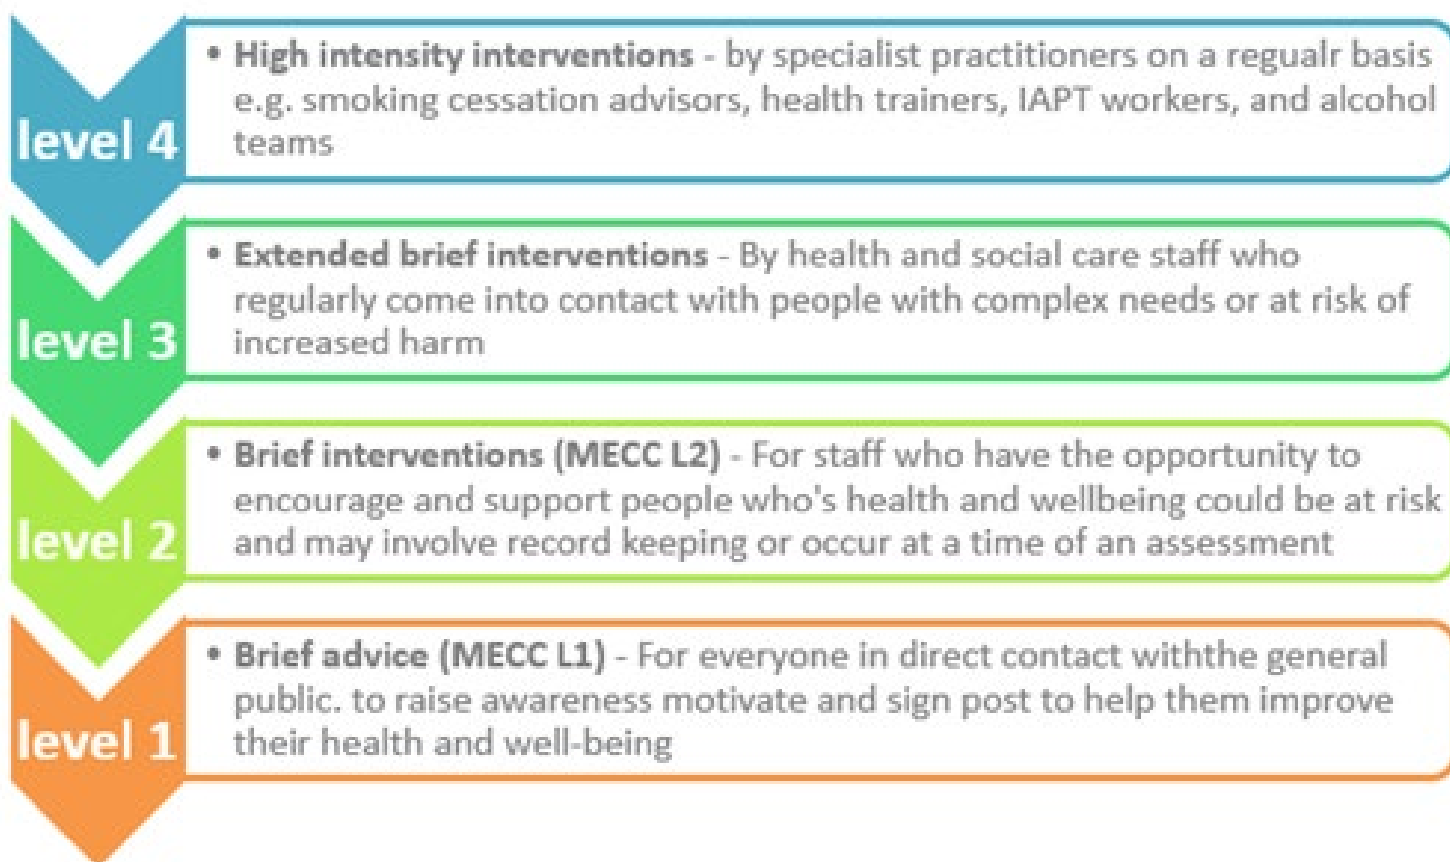 level 4
• High intensity interventions - by specialist practitioners on a regualr basis
e.g. smoking cessation advisors, health trainers, IAPT workers, and alcohol
teams
level 3
• Extended brief interventions - By health and social care staff who
regularly come into contact with people with complex needs or at risk of
increased harm
level 2
• Brief interventions (MECC L2) - For staff who have the opportunity to
encourage and support people who's health and wellbeing could be at risk
and may involve record keeping or occur at a time of an assessment
level 1
• Brief advice (MECC L1) - For everyone in direct contact withthe general
public. to raise awareness motivate and sign post to help them improve
their health and well-being